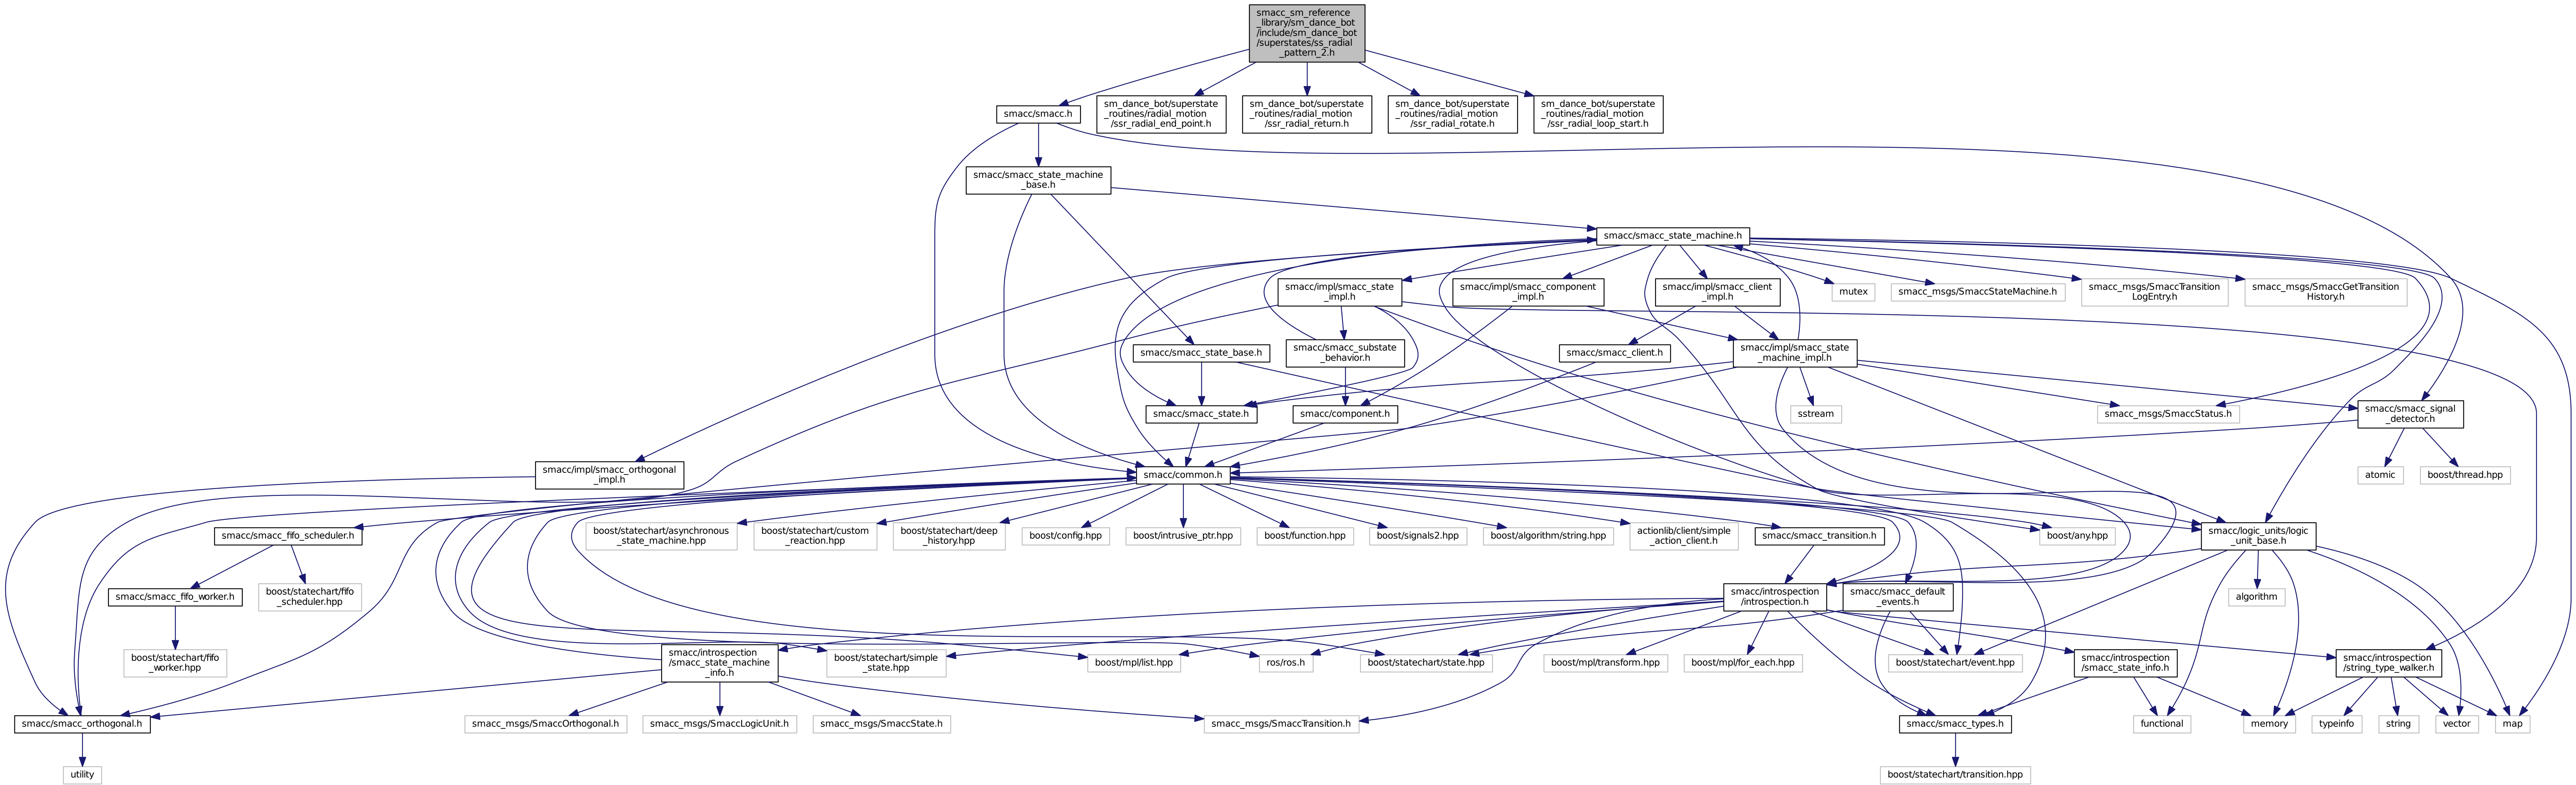 smacc_sm_reference
_library/sm_dance_bot
/include/sm_dance_bot
/superstates/ss_radial
_pattern_2.h
smacc/smacc.h
sm_dance_bot/superstate
_routines/radial_motion
/ssr_radial_end_point.h
sm_dance_bot/superstate
_routines/radial_motion
/ssr_radial_return.h
sm_dance_bot/superstate
_routines/radial_motion
/ssr_radial_rotate.h
sm_dance_bot/superstate
_routines/radial_motion
/ssr_radial_loop_start.h
smacc/smacc_state_machine
_base.h
smacc/smacc_state_machine.h
smacc/impl/smacc_state
_impl.h
smacc/impl/smacc_component
_impl.h
smacc/impl/smacc_client
_impl.h
mutex
smacc_msgs/SmaccStateMachine.h
smacc_msgs/SmaccTransition
LogEntry.h
smacc_msgs/SmaccGetTransition
History.h
smacc/smacc_state_base.h
smacc/smacc_substate
_behavior.h
smacc/smacc_client.h
smacc/impl/smacc_state
_machine_impl.h
smacc/smacc_state.h
smacc/component.h
sstream
smacc_msgs/SmaccStatus.h
smacc/smacc_signal
_detector.h
smacc/impl/smacc_orthogonal
_impl.h
smacc/common.h
atomic
boost/thread.hpp
smacc/smacc_fifo_scheduler.h
boost/statechart/asynchronous
_state_machine.hpp
boost/statechart/custom
_reaction.hpp
boost/statechart/deep
_history.hpp
boost/config.hpp
boost/intrusive_ptr.hpp
boost/function.hpp
boost/signals2.hpp
boost/algorithm/string.hpp
actionlib/client/simple
_action_client.h
smacc/smacc_transition.h
boost/any.hpp
smacc/logic_units/logic
_unit_base.h
smacc/smacc_fifo_worker.h
boost/statechart/fifo
_scheduler.hpp
smacc/introspection
/introspection.h
smacc/smacc_default
_events.h
algorithm
boost/statechart/fifo
_worker.hpp
smacc/introspection
/smacc_state_machine
_info.h
boost/statechart/simple
_state.hpp
boost/mpl/list.hpp
ros/ros.h
boost/statechart/state.hpp
boost/mpl/transform.hpp
boost/mpl/for_each.hpp
boost/statechart/event.hpp
smacc/introspection
/smacc_state_info.h
smacc/introspection
/string_type_walker.h
smacc/smacc_orthogonal.h
smacc_msgs/SmaccOrthogonal.h
smacc_msgs/SmaccLogicUnit.h
smacc_msgs/SmaccState.h
smacc_msgs/SmaccTransition.h
smacc/smacc_types.h
functional
memory
typeinfo
string
vector
map
utility
boost/statechart/transition.hpp